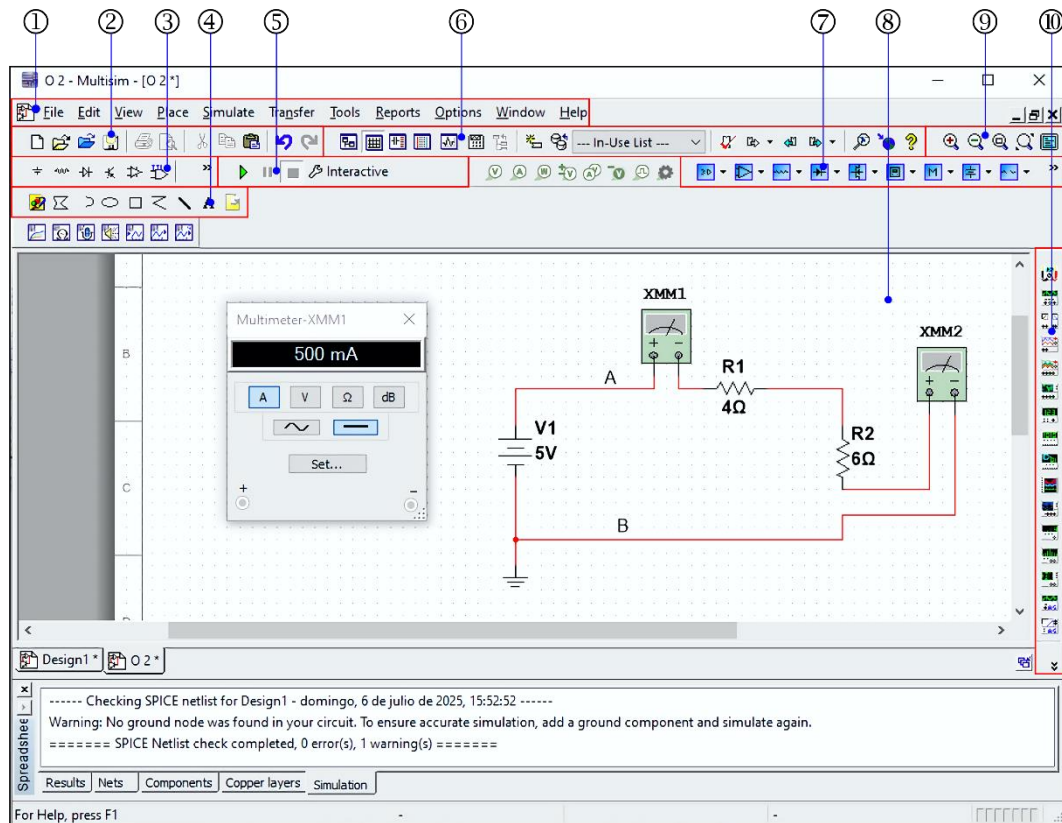 ① ② ③ ④ ⑤ ⑥ ⑦ ⑧ ⑨ ⑩
O 2 - Multisim - [O 2 *]
File Edit View Place Simulate Transfer Tools Reports Options Window Help
--- In-Use List ---
Interactive
XMM1
Multimeter-XMM1
500 mA
A V Ω dB
Set...
+ −
XMM2
+ −
+ −
R1
4Ω
A
V1
5V
R2
6Ω
B
B
C
Design1 * O 2 *
------ Checking SPICE netlist for Design1 - domingo, 6 de julio de 2025, 15:52:52 ------
Warning: No ground node was found in your circuit. To ensure accurate simulation, add a ground component and simulate again.
======= SPICE Netlist check completed, 0 error(s), 1 warning(s) =======
Results Nets Components Copper layers Simulation
For Help, press F1 - -